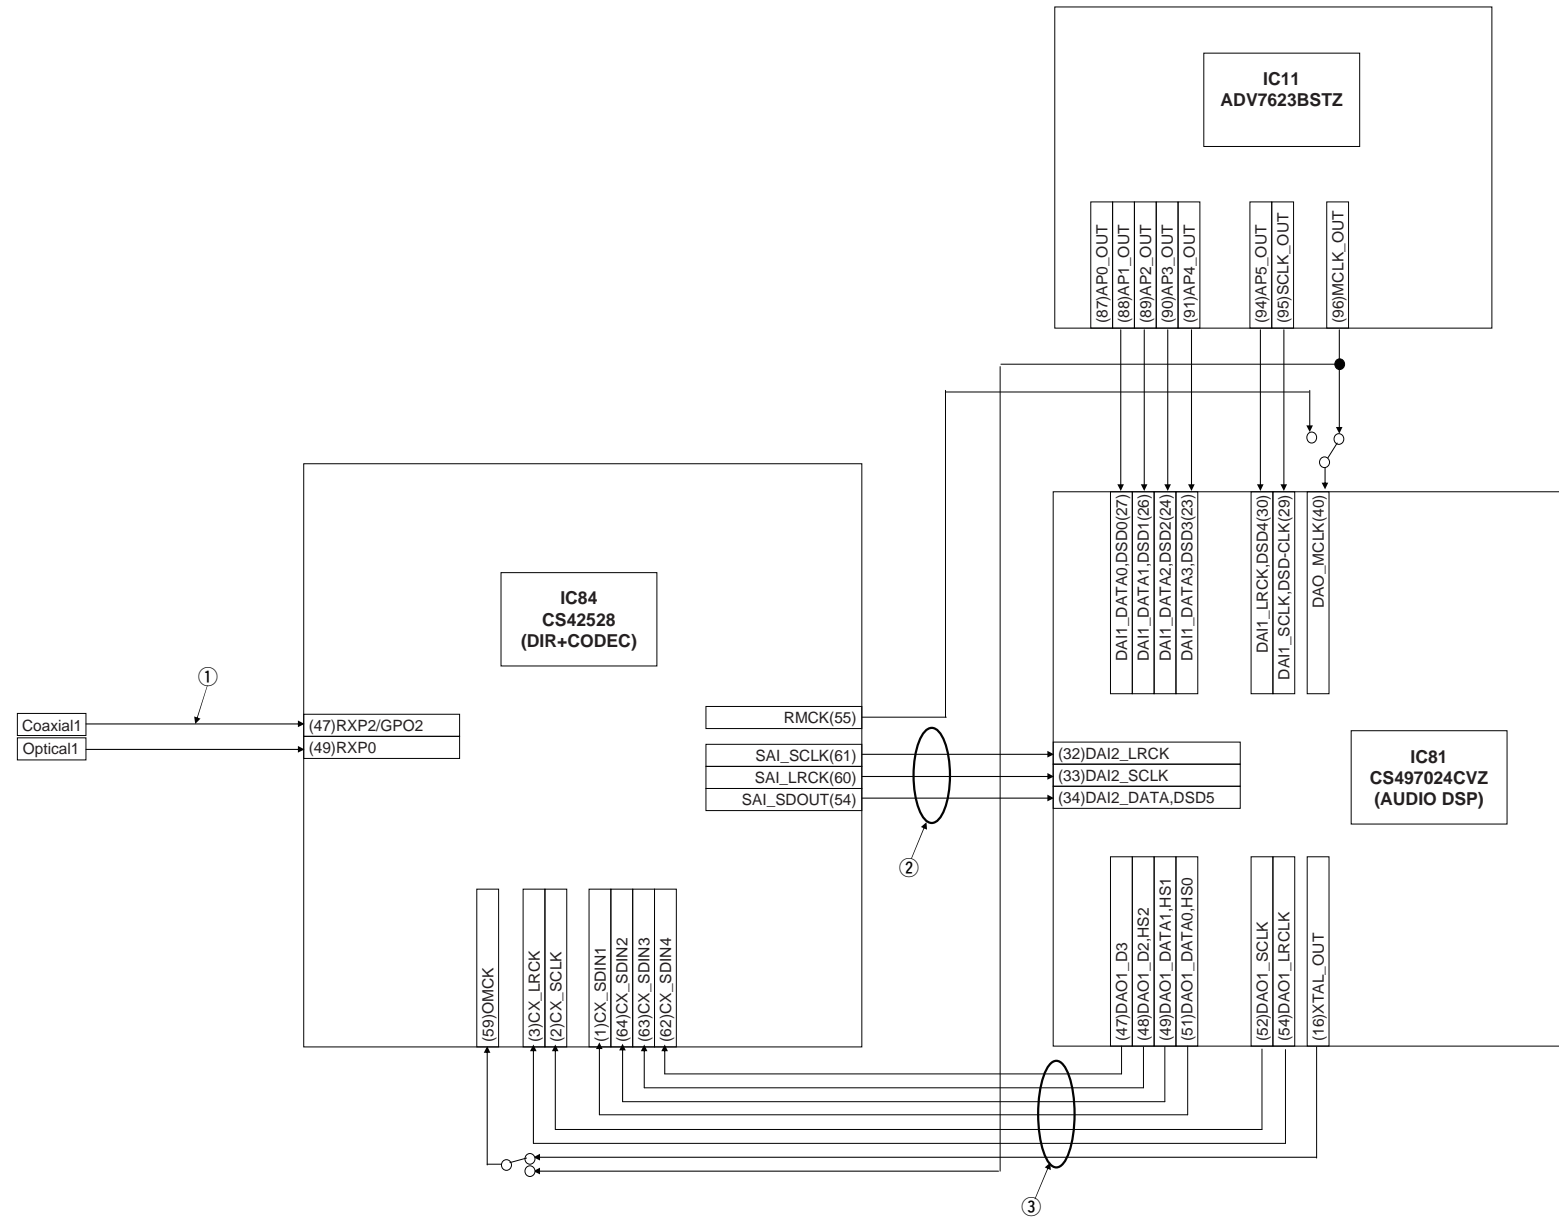 IC11
ADV7623BSTZ
(87)AP0_OUT
(88)AP1_OUT
(89)AP2_OUT
(90)AP3_OUT
(91)AP4_OUT
(94)AP5_OUT
(95)SCLK_OUT
(96)MCLK_OUT
IC84
CS42528
(DIR+CODEC)
DAI1_DATA0,DSD0(27)
DAI1_DATA1,DSD1(26)
DAI1_DATA2,DSD2(24)
DAI1_DATA3,DSD3(23)
DAI1_LRCK,DSD4(30)
DAI1_SCLK,DSD-CLK(29)
DAO_MCLK(40)
①
Coaxial1
Optical1
(47)RXP2/GPO2
(49)RXP0
RMCK(55)
SAI_SCLK(61)
SAI_LRCK(60)
SAI_SDOUT(54)
②
(32)DAI2_LRCK
(33)DAI2_SCLK
(34)DAI2_DATA,DSD5
IC81
CS497024CVZ
(AUDIO DSP)
(59)OMCK
(3)CX_LRCK
(2)CX_SCLK
(1)CX_SDIN1
(64)CX_SDIN2
(63)CX_SDIN3
(62)CX_SDIN4
(47)DAO1_D3
(48)DAO1_D2,HS2
(49)DAO1_DATA1,HS1
(51)DAO1_DATA0,HS0
(52)DAO1_SCLK
(54)DAO1_LRCLK
(16)XTAL_OUT
③